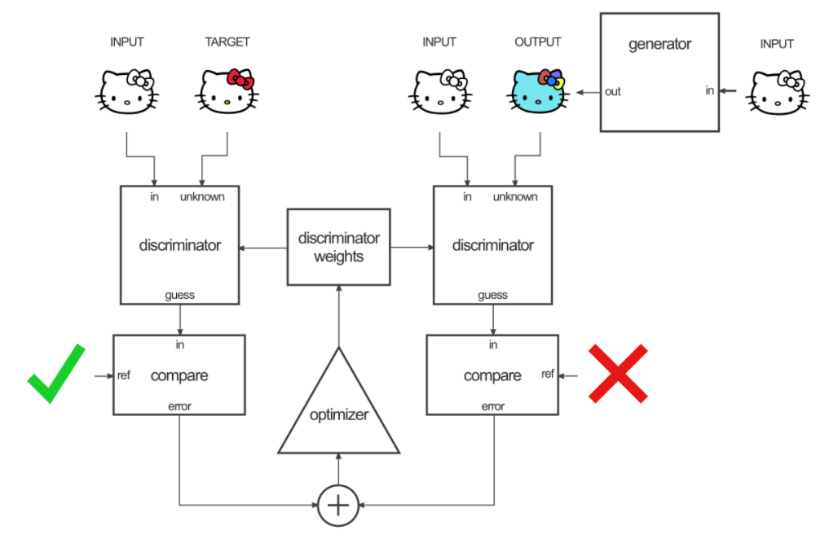 INPUT
TARGET
INPUT
OUTPUT
generator
INPUT
out
in
in
unknown
in
unknown
discriminator
discriminator
weights
discriminator
guess
guess
in
in
ref
compare
compare
ref
error
error
optimizer
+